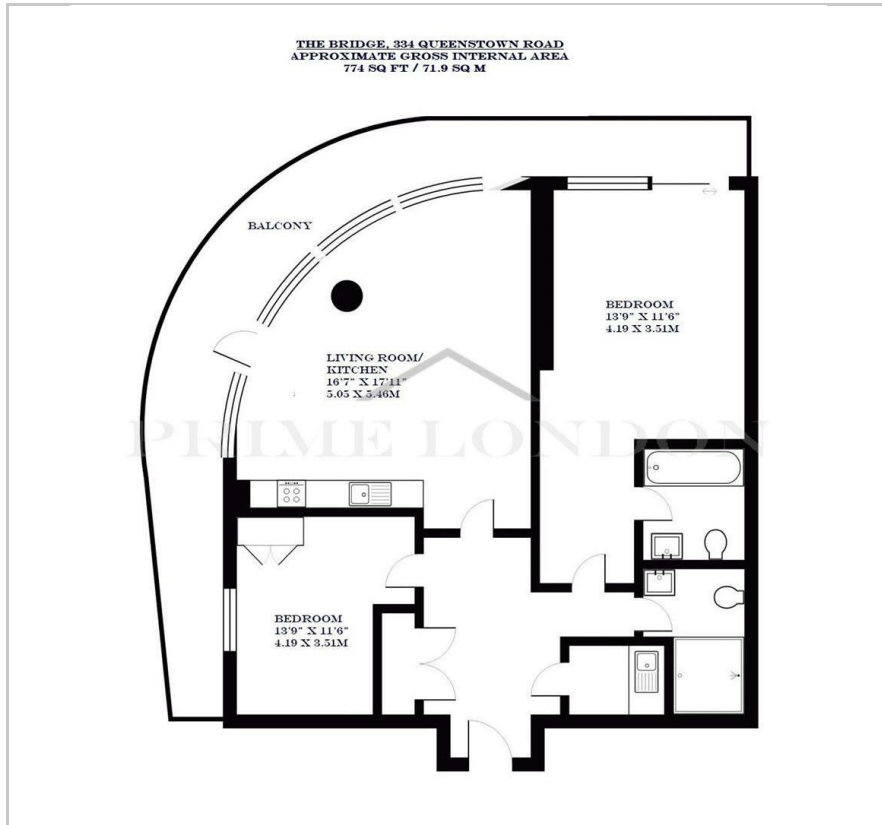 THE BRIDGE, 334 QUEENSTOWN ROAD
APPROXIMATE GROSS INTERNAL AREA
774 SQ FT / 71.9 SQ M
BALCONY
BEDROOM
13'9" X 11'6"
4.19 X 3.51M
LIVING ROOM/
KITCHEN
16'7" X 17'11"
5.05 X 5.46M
PRIME LONDON
BEDROOM
13'9" X 11'6"
4.19 X 3.51M